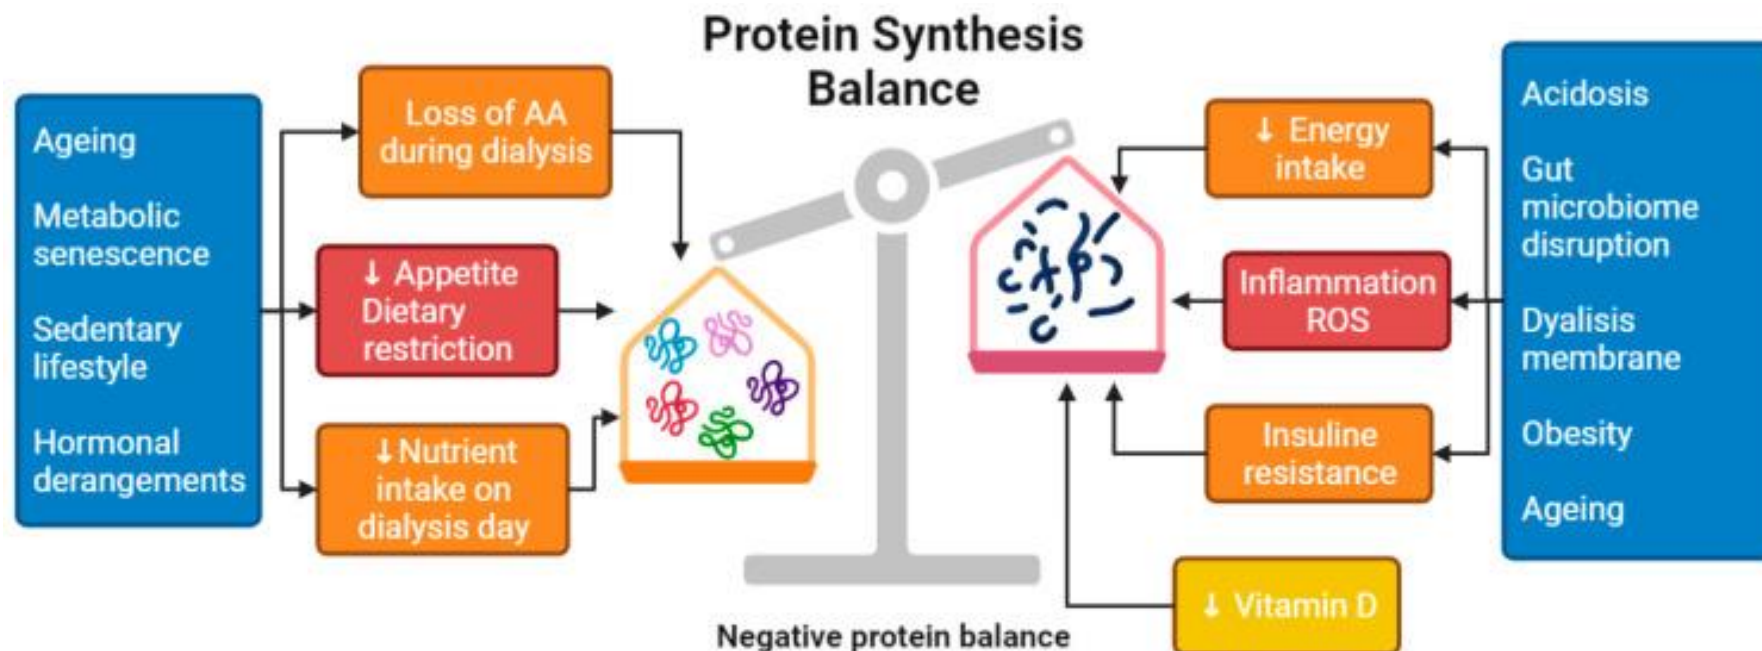 Protein Synthesis
Balance
Ageing
Metabolic
senescence
Sedentary
lifestyle
Hormonal
derangements
Loss of AA
during dialysis
↓ Appetite
Dietary
restriction
↓Nutrient
intake on
dialysis day
↓ Energy
intake
Inflammation
ROS
Insuline
resistance
↓ Vitamin D
Acidosis
Gut
microbiome
disruption
Dyalisis
membrane
Obesity
Ageing
Negative protein balance